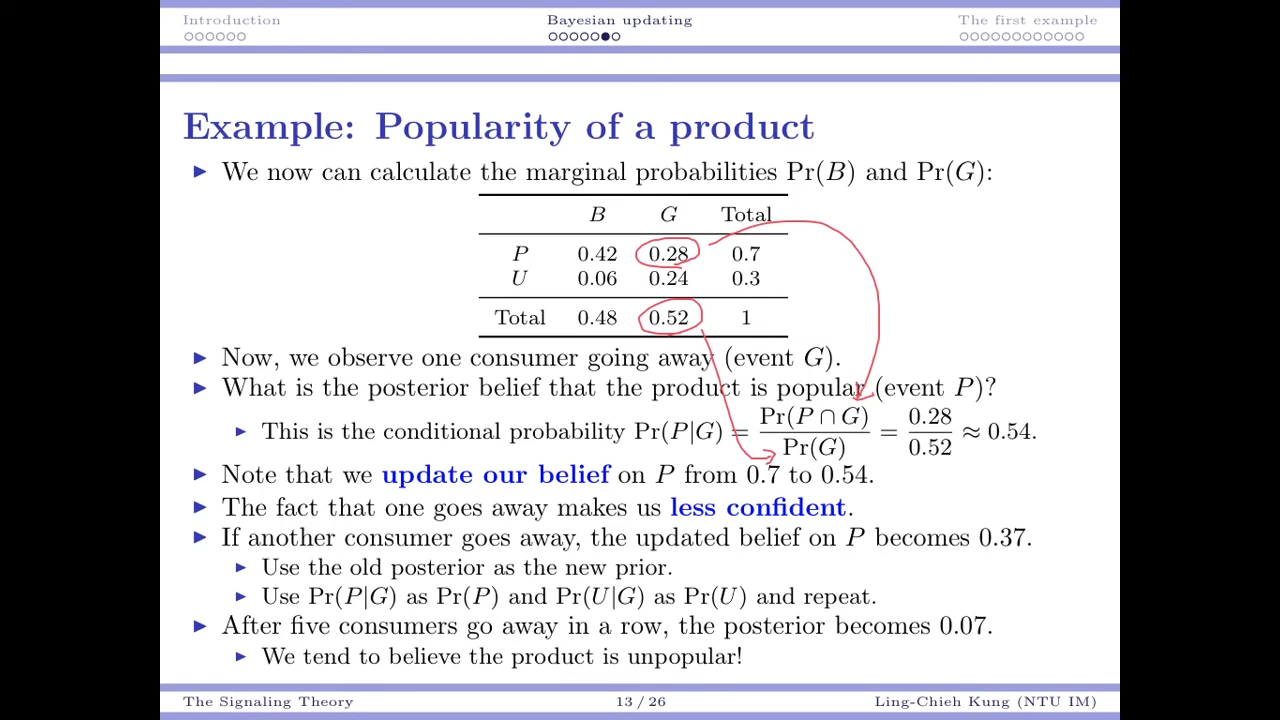 Introduction Bayesian updating The first example
Example: Popularity of a product
► We now can calculate the marginal probabilities Pr(B) and Pr(G):
B G Total
P 0.42 0.28 0.7
U 0.06 0.24 0.3
Total 0.48 0.52 1
► Now, we observe one consumer going away (event G).
► What is the posterior belief that the product is popular (event P)?
► This is the conditional probability Pr(P|G) = Pr(P ∩ G) / Pr(G) = 0.28 / 0.52 ≈ 0.54.
► Note that we update our belief on P from 0.7 to 0.54.
► The fact that one goes away makes us less confident.
► If another consumer goes away, the updated belief on P becomes 0.37.
► Use the old posterior as the new prior.
► Use Pr(P|G) as Pr(P) and Pr(U|G) as Pr(U) and repeat.
► After five consumers go away in a row, the posterior becomes 0.07.
► We tend to believe the product is unpopular!
The Signaling Theory 13 / 26 Ling-Chieh Kung (NTU IM)